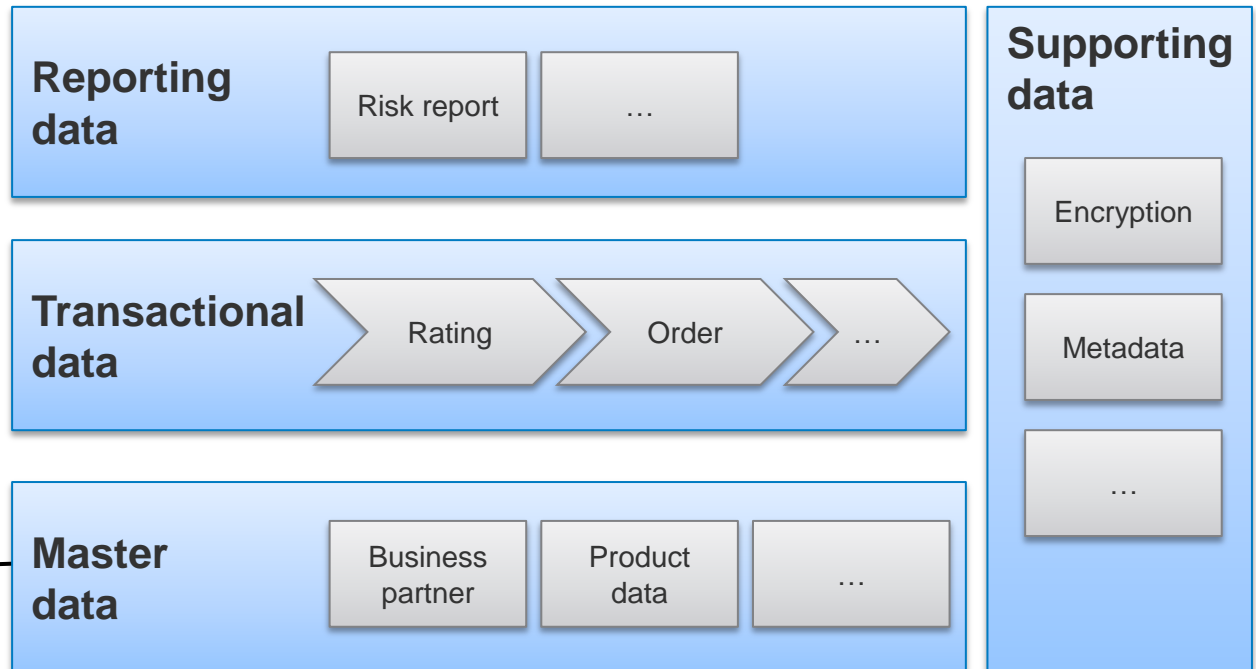 Reporting
data
Risk report
…
Transactional
data
Rating
Order
…
Master
data
Business
partner
Product
data
…
Supporting
data
Encryption
Metadata
…